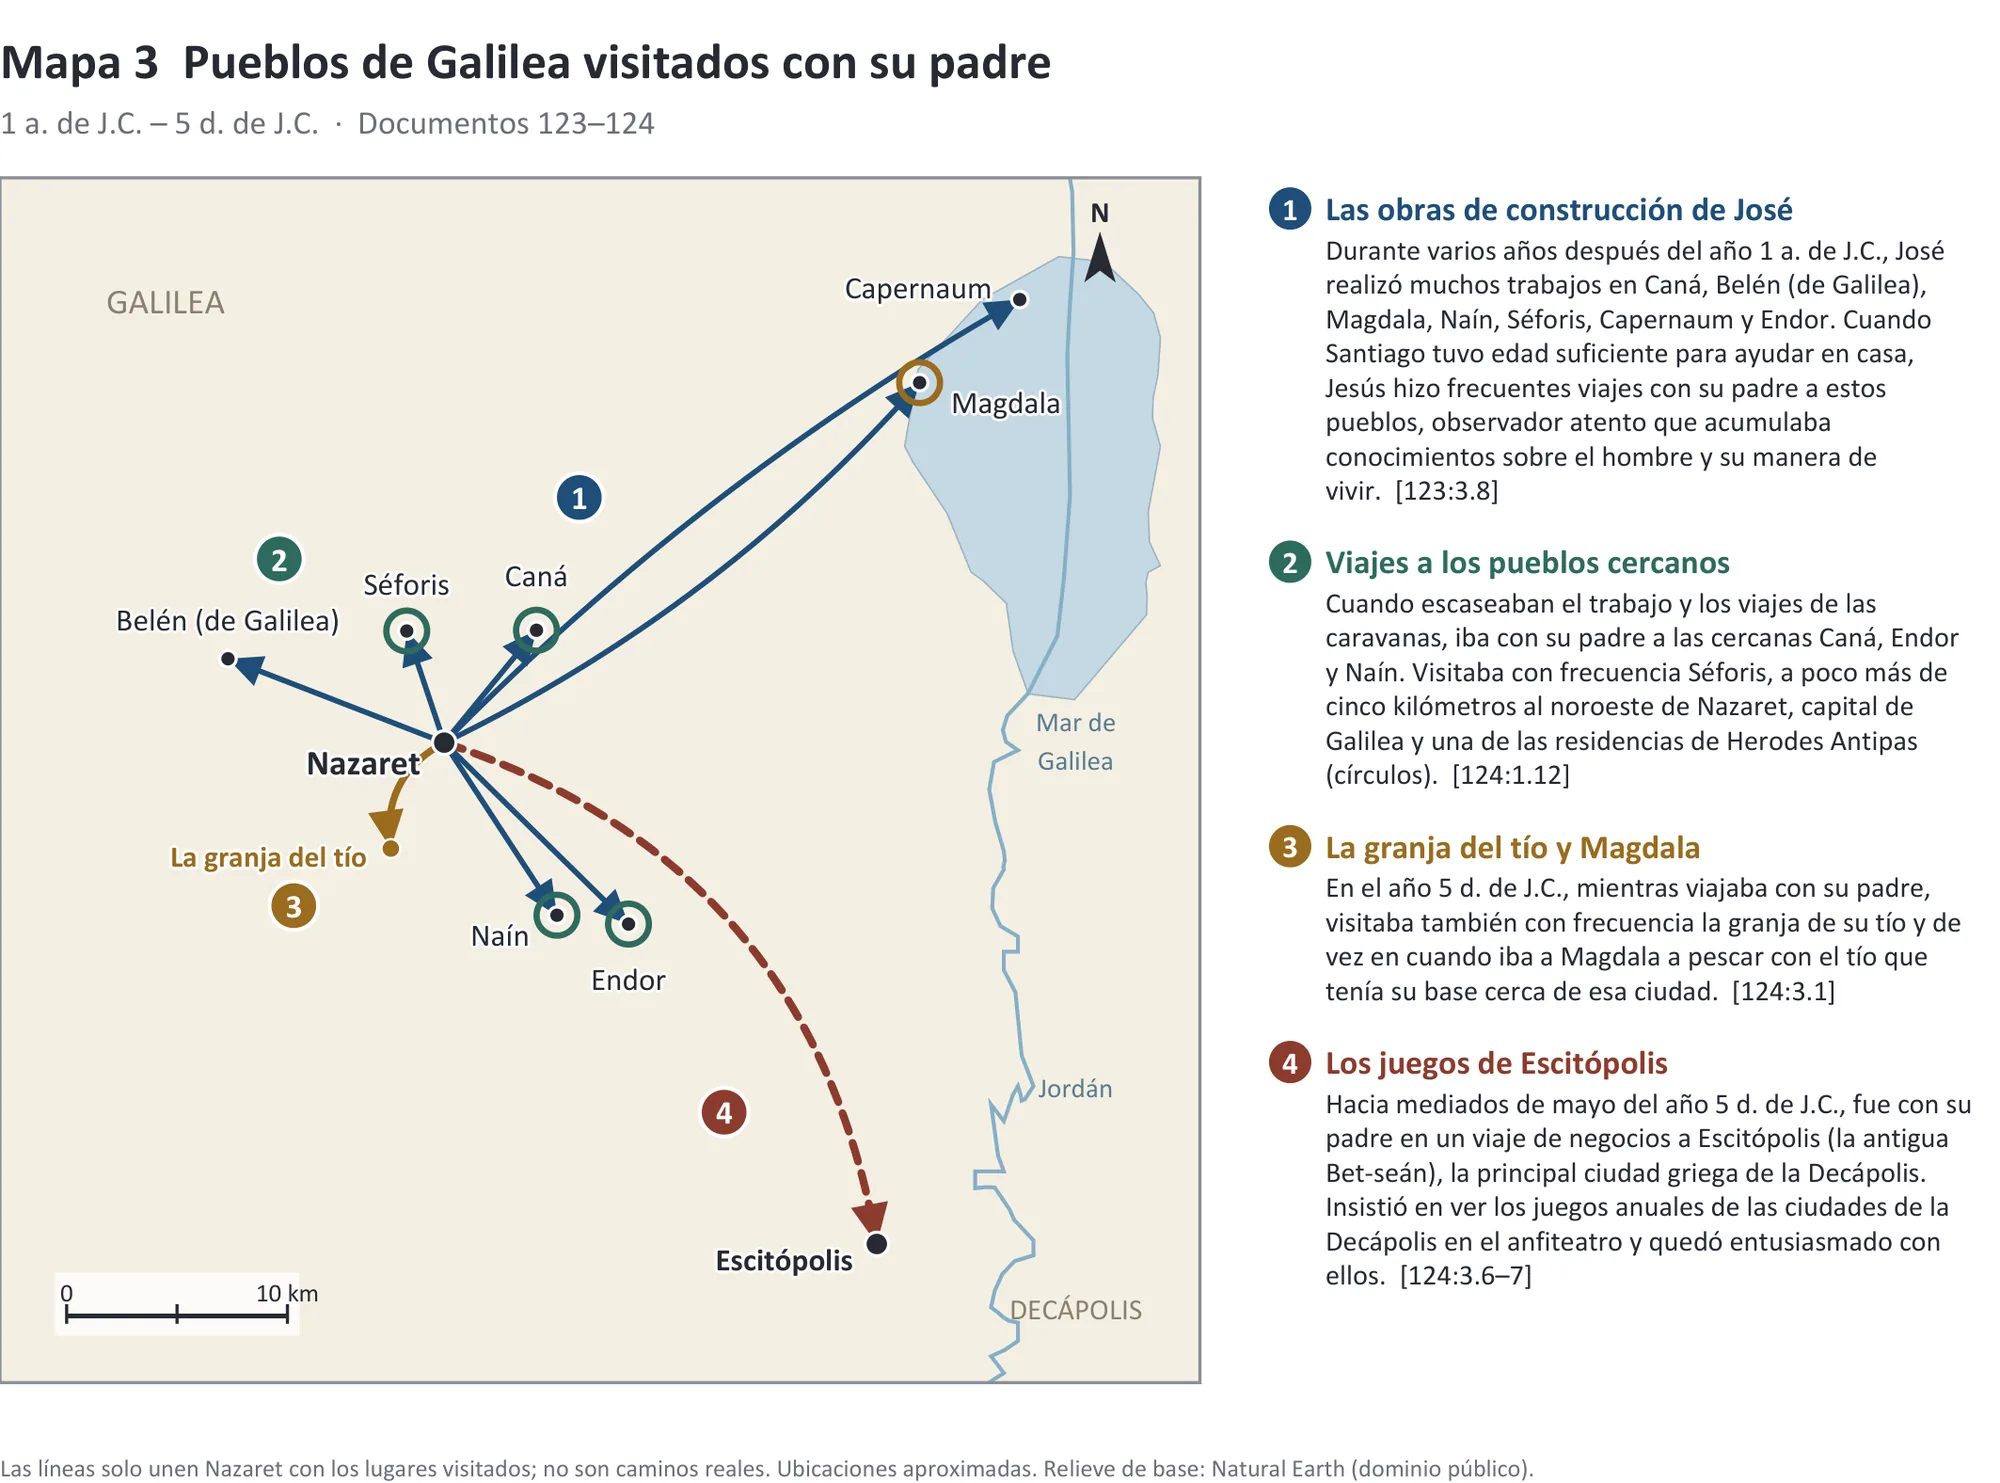 Mapa 3  Pueblos de Galilea visitados con su padre
1 a. de J.C. – 5 d. de J.C.  ·  Documentos 123–124
N
GALILEA
Capernaum
Magdala
1
2
Séforis
Caná
Belén (de Galilea)
Nazaret
Mar de
Galilea
La granja del tío
3
Naín
Endor
Jordán
4
Escitópolis
0
10 km
DECÁPOLIS
1 Las obras de construcción de José
Durante varios años después del año 1 a. de J.C., José
realizó muchos trabajos en Caná, Belén (de Galilea),
Magdala, Naín, Séforis, Capernaum y Endor. Cuando
Santiago tuvo edad suficiente para ayudar en casa,
Jesús hizo frecuentes viajes con su padre a estos
pueblos, observador atento que acumulaba
conocimientos sobre el hombre y su manera de
vivir.  [123:3.8]
2 Viajes a los pueblos cercanos
Cuando escaseaban el trabajo y los viajes de las
caravanas, iba con su padre a las cercanas Caná, Endor
y Naín. Visitaba con frecuencia Séforis, a poco más de
cinco kilómetros al noroeste de Nazaret, capital de
Galilea y una de las residencias de Herodes Antipas
(círculos).  [124:1.12]
3 La granja del tío y Magdala
En el año 5 d. de J.C., mientras viajaba con su padre,
visitaba también con frecuencia la granja de su tío y de
vez en cuando iba a Magdala a pescar con el tío que
tenía su base cerca de esa ciudad.  [124:3.1]
4 Los juegos de Escitópolis
Hacia mediados de mayo del año 5 d. de J.C., fue con su
padre en un viaje de negocios a Escitópolis (la antigua
Bet-seán), la principal ciudad griega de la Decápolis.
Insistió en ver los juegos anuales de las ciudades de la
Decápolis en el anfiteatro y quedó entusiasmado con
ellos.  [124:3.6–7]
Las líneas solo unen Nazaret con los lugares visitados; no son caminos reales. Ubicaciones aproximadas. Relieve de base: Natural Earth (dominio público).